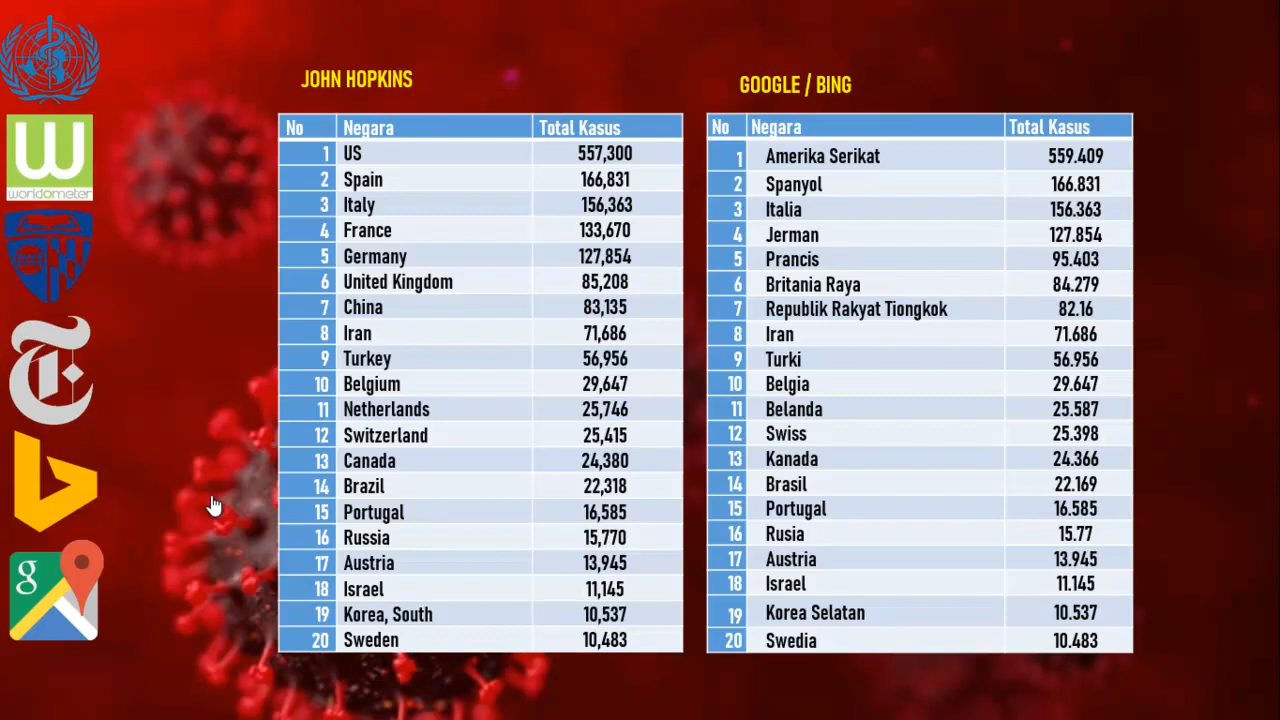 JOHN HOPKINS
No Negara Total Kasus
1 US 557,300
2 Spain 166,831
3 Italy 156,363
4 France 133,670
5 Germany 127,854
6 United Kingdom 85,208
7 China 83,135
8 Iran 71,686
9 Turkey 56,956
10 Belgium 29,647
11 Netherlands 25,746
12 Switzerland 25,415
13 Canada 24,380
14 Brazil 22,318
15 Portugal 16,585
16 Russia 15,770
17 Austria 13,945
18 Israel 11,145
19 Korea, South 10,537
20 Sweden 10,483
GOOGLE / BING
No Negara Total Kasus
1 Amerika Serikat 559.409
2 Spanyol 166.831
3 Italia 156.363
4 Jerman 127.854
5 Prancis 95.403
6 Britania Raya 84.279
7 Republik Rakyat Tiongkok 82.16
8 Iran 71.686
9 Turki 56.956
10 Belgia 29.647
11 Belanda 25.587
12 Swiss 25.398
13 Kanada 24.366
14 Brasil 22.169
15 Portugal 16.585
16 Rusia 15.77
17 Austria 13.945
18 Israel 11.145
19 Korea Selatan 10.537
20 Swedia 10.483
W
worldometer
T
b
g